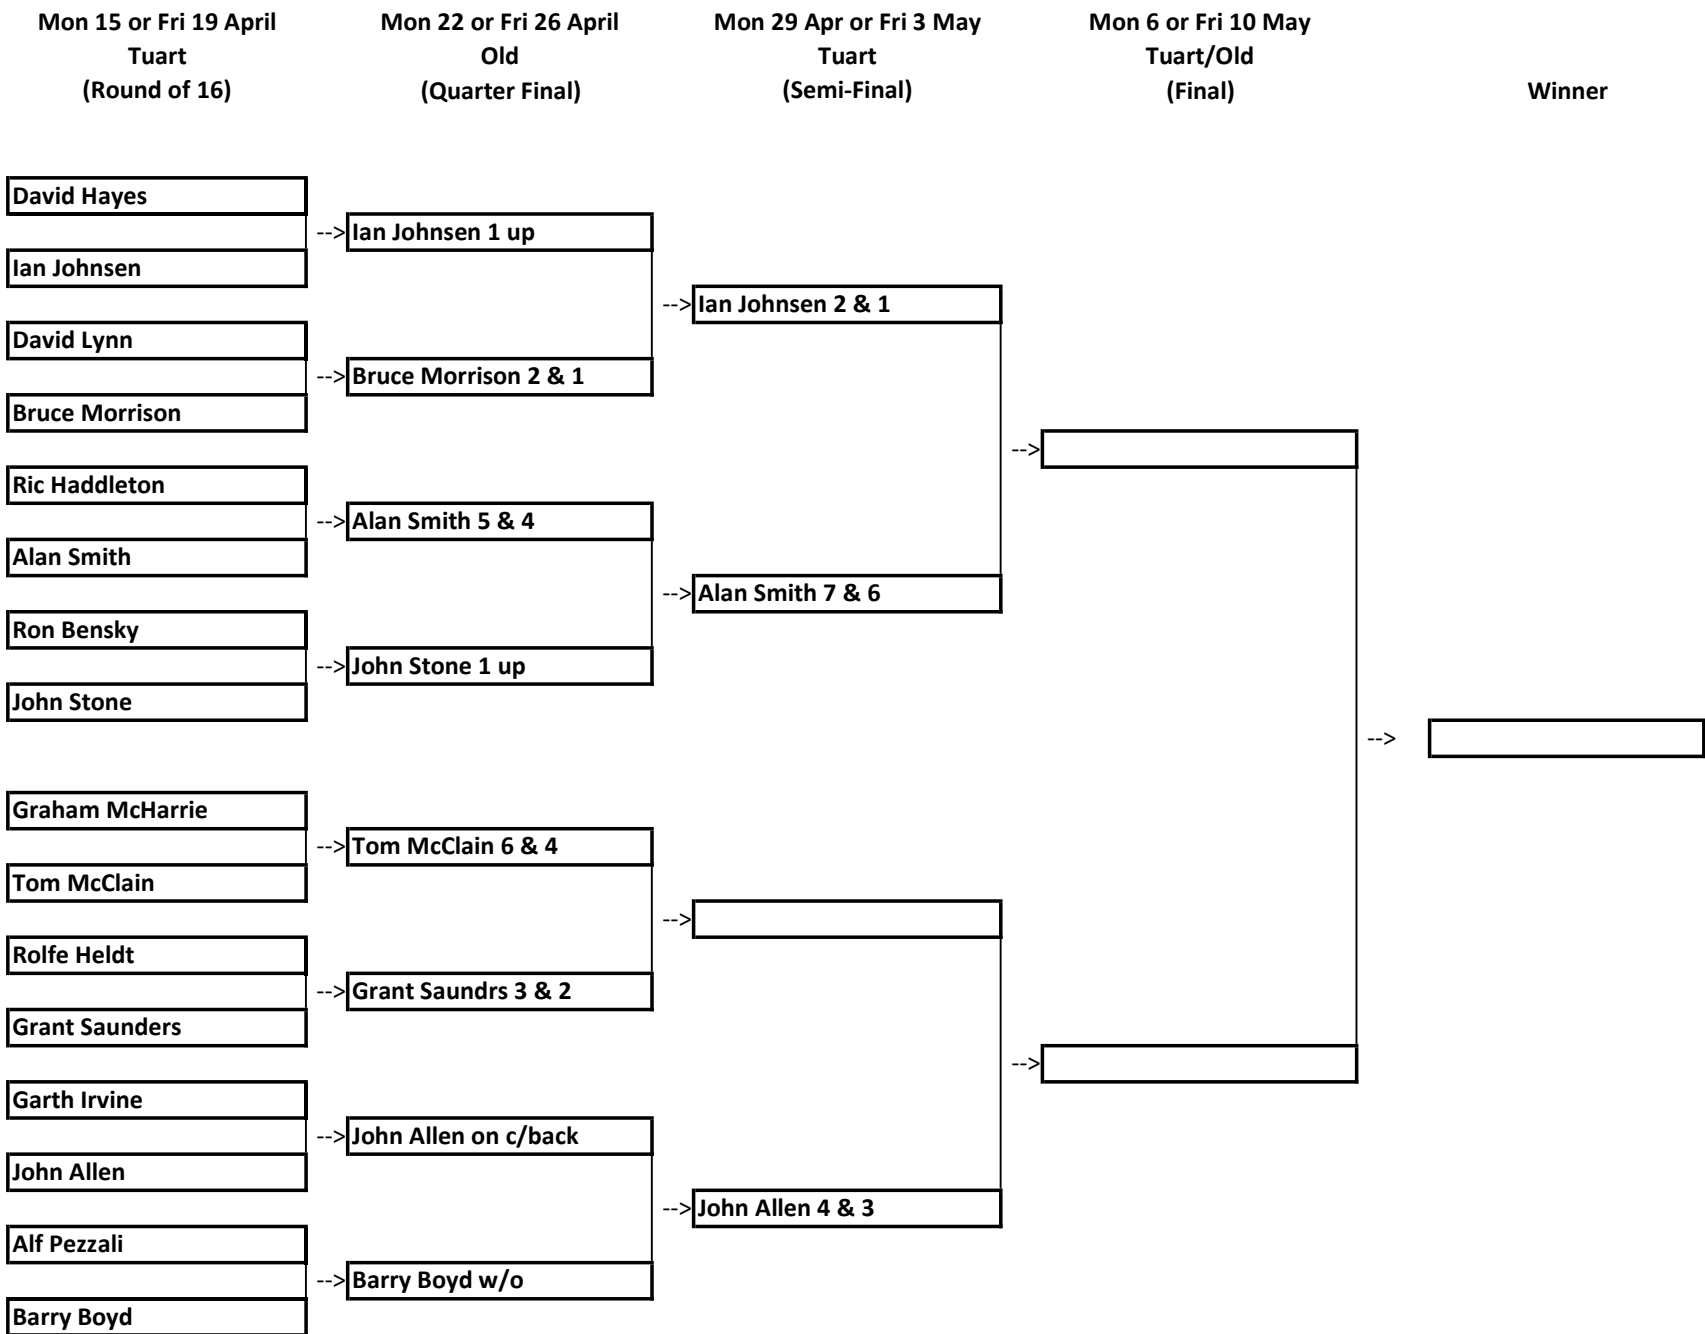 Mon 15 or Fri 19 April
Tuart
(Round of 16)
Mon 22 or Fri 26 April
Old
(Quarter Final)
Mon 29 Apr or Fri 3 May
Tuart
(Semi-Final)
Mon 6 or Fri 10 May
Tuart/Old
(Final)
Winner
David Hayes
--> Ian Johnsen 1 up
Ian Johnsen
--> Ian Johnsen 2 & 1
David Lynn
--> Bruce Morrison 2 & 1
Bruce Morrison
-->
Ric Haddleton
--> Alan Smith 5 & 4
Alan Smith
--> Alan Smith 7 & 6
Ron Bensky
--> John Stone 1 up
John Stone
-->
Graham McHarrie
--> Tom McClain 6 & 4
Tom McClain
-->
Rolfe Heldt
--> Grant Saundrs 3 & 2
Grant Saunders
-->
Garth Irvine
--> John Allen on c/back
John Allen
--> John Allen 4 & 3
Alf Pezzali
--> Barry Boyd w/o
Barry Boyd